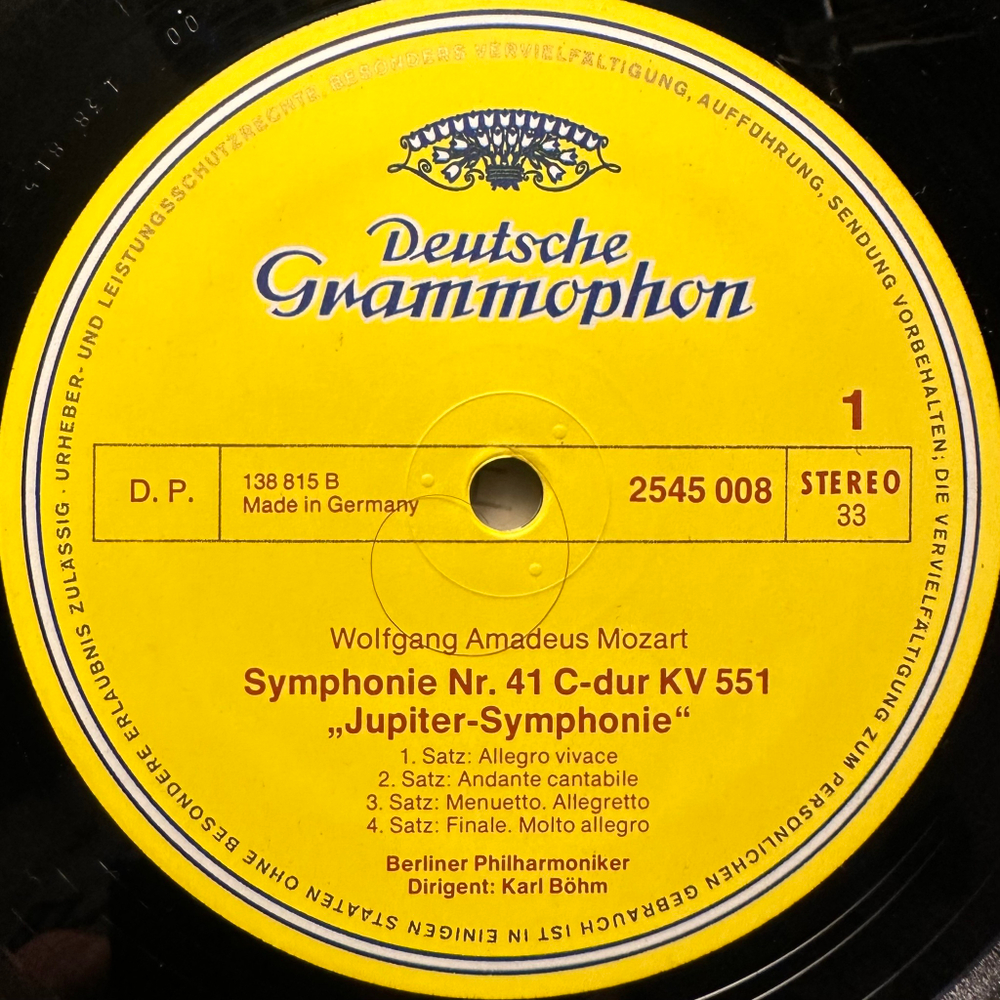 URHEBER- UND LEISTUNGSSCHUTZRECHTE, BESONDERS VERVIELFÄLTIGUNG, AUFFÜHRUNG, SENDUNG VORBEHALTEN; DIE VERVIELFÄLTIGUNG ZUM PERSÖNLICHEN GEBRAUCH IST IN EINIGEN STAATEN OHNE BESONDERE ERLAUBNIS ZULÄSSIG ·
Deutsche
Grammophon
1
D. P.
138 815 B
Made in Germany
2545 008
STEREO
33
Wolfgang Amadeus Mozart
Symphonie Nr. 41 C-dur KV 551
„Jupiter-Symphonie“
1. Satz: Allegro vivace
2. Satz: Andante cantabile
3. Satz: Menuetto. Allegretto
4. Satz: Finale. Molto allegro
Berliner Philharmoniker
Dirigent: Karl Böhm